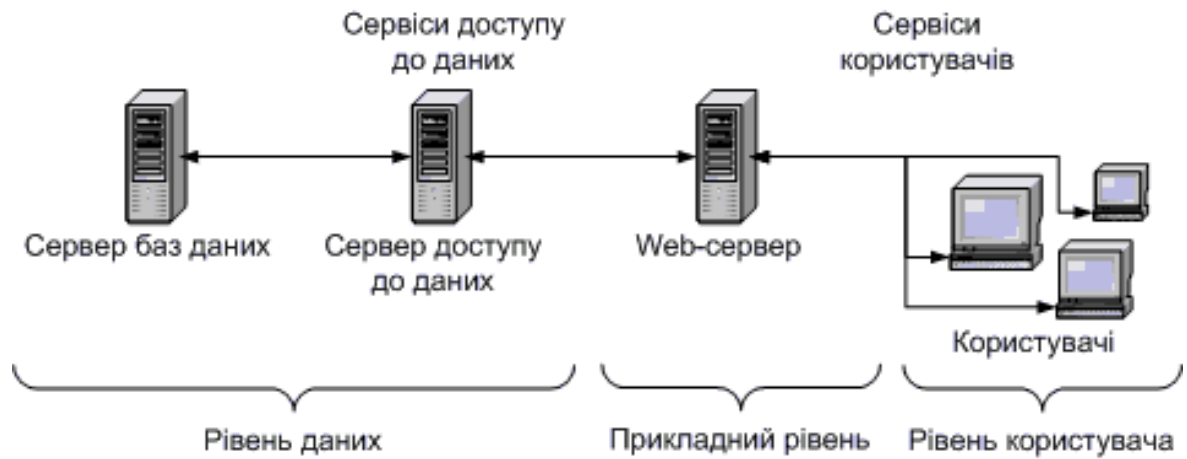 Сервіси доступу
до даних
Сервіси
користувачів
Сервер баз даних
Сервер доступу
до даних
Web-сервер
Користувачі
Рівень даних
Прикладний рівень
Рівень користувача